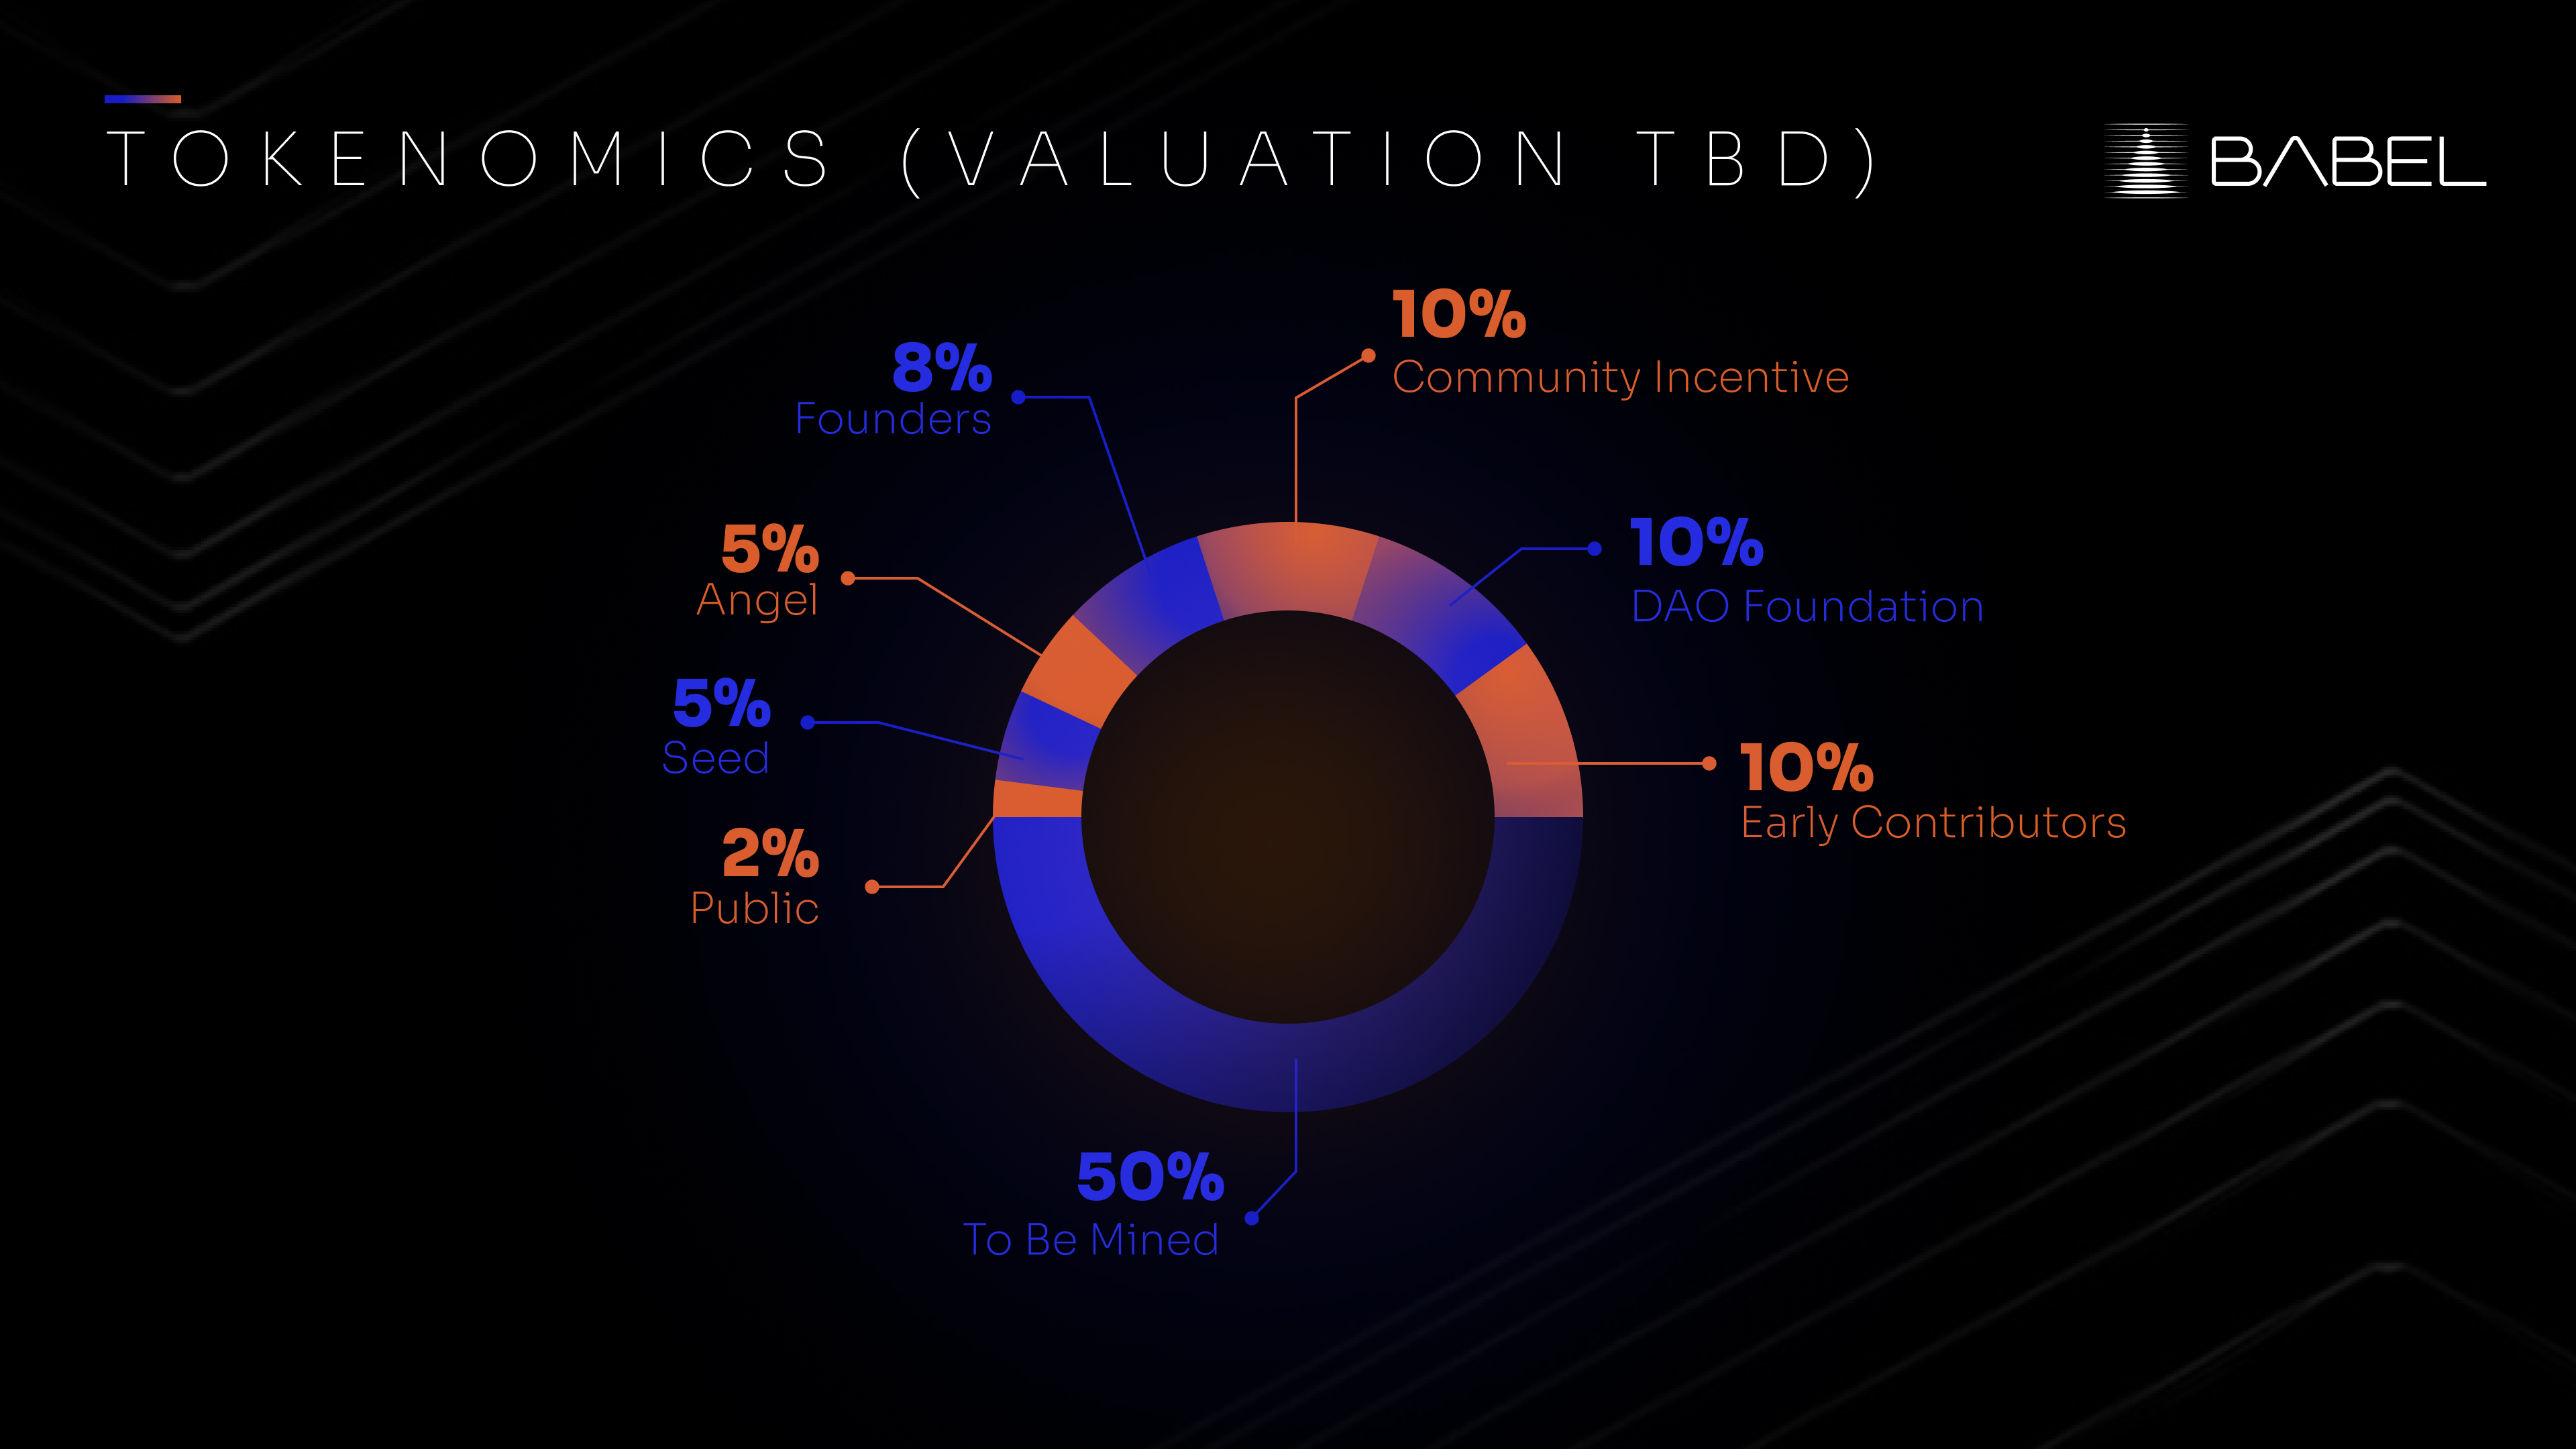 TOKENOMICS (VALUATION TBD)
BABEL
10%
Community Incentive
8%
Founders
10%
DAO Foundation
5%
Angel
5%
Seed
10%
Early Contributors
2%
Public
50%
To Be Mined